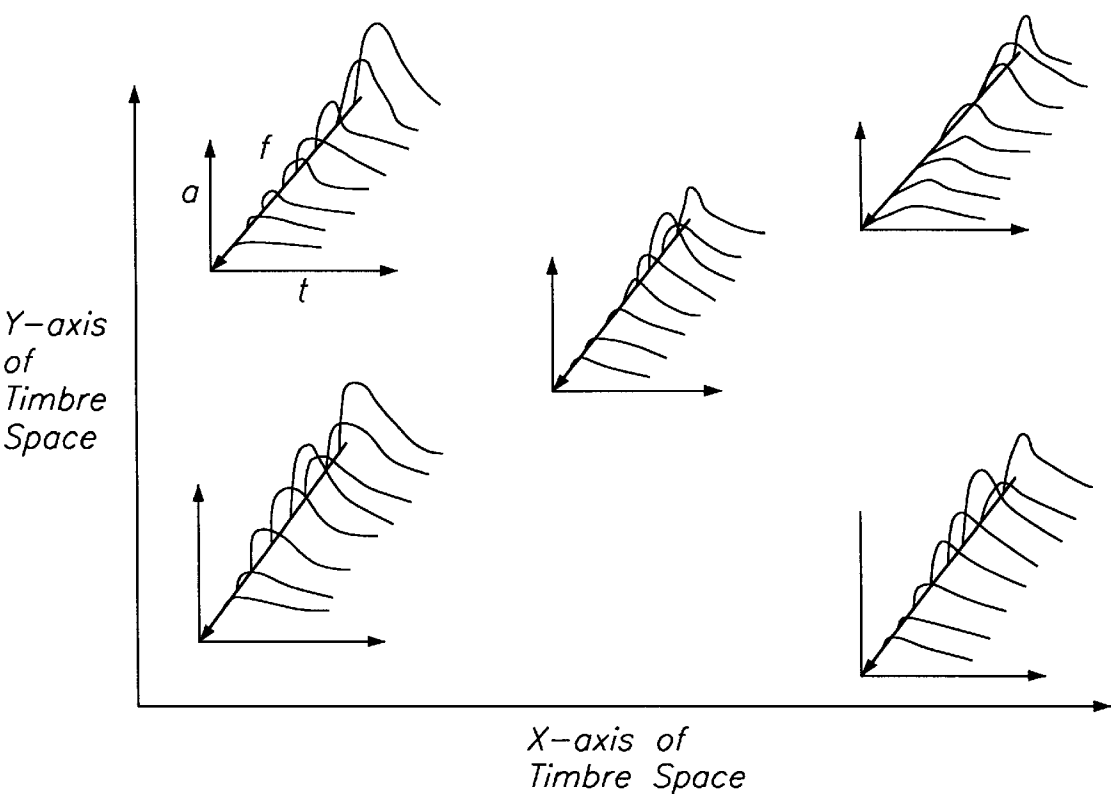 f
a
t
Y-axis
of
Timbre
Space
X-axis of
Timbre Space